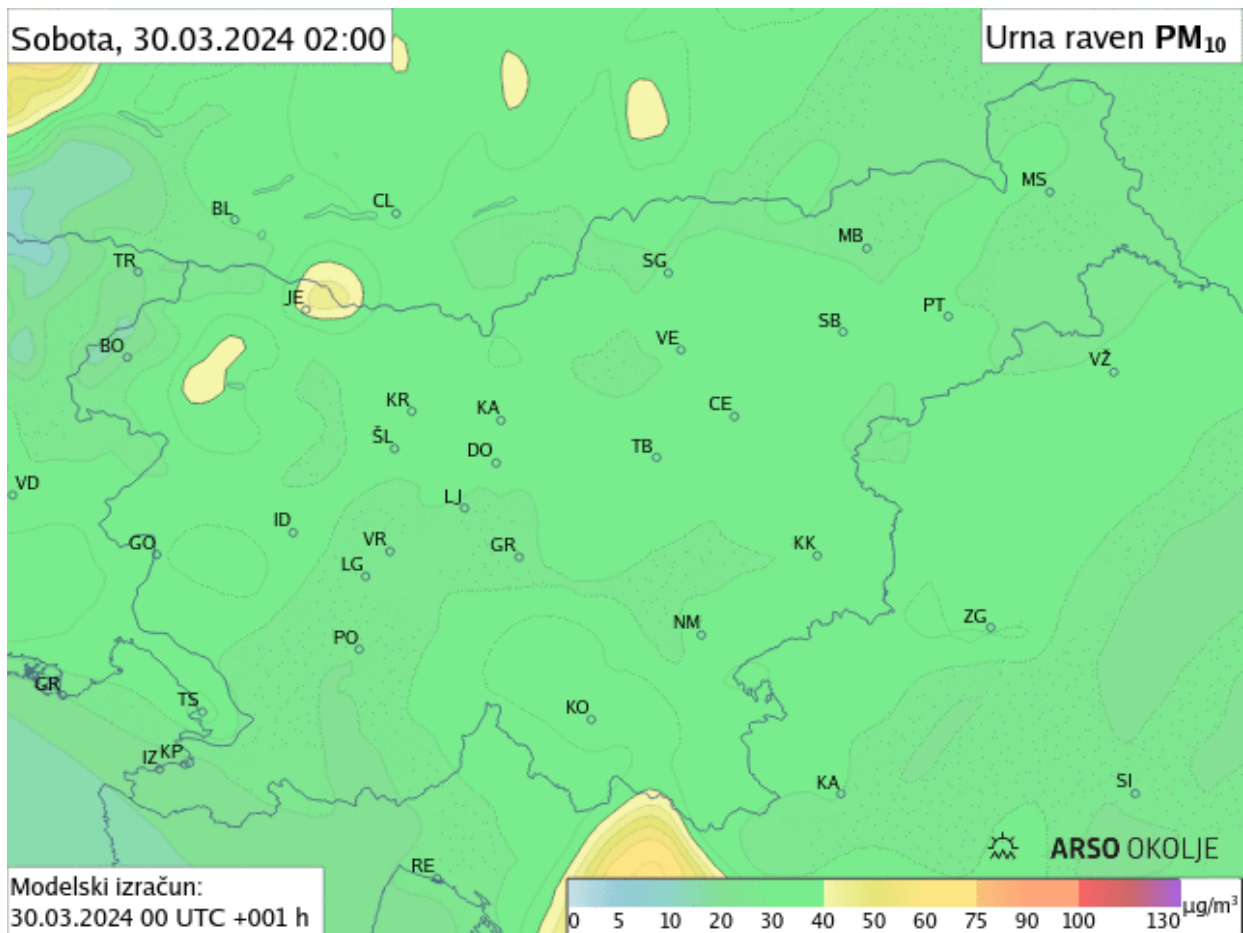 Sobota, 30.03.2024 02:00
Urna raven PM₁₀
MS
CL
BL
MB
TR
SG
JE
PT
SB
BO
VE
VŽ
KR
KA
CE
ŠL
DO
TB
VD
LJ
ID
GO
VR
GR
KK
LG
NM
ZG
PO
GR
TS
KO
IZ
KP
KA
SI
ARSO OKOLJE
RE
Modelski izračun:
30.03.2024 00 UTC +001 h
0 5 10 20 30 40 50 60 75 90 100 130 µg/m³